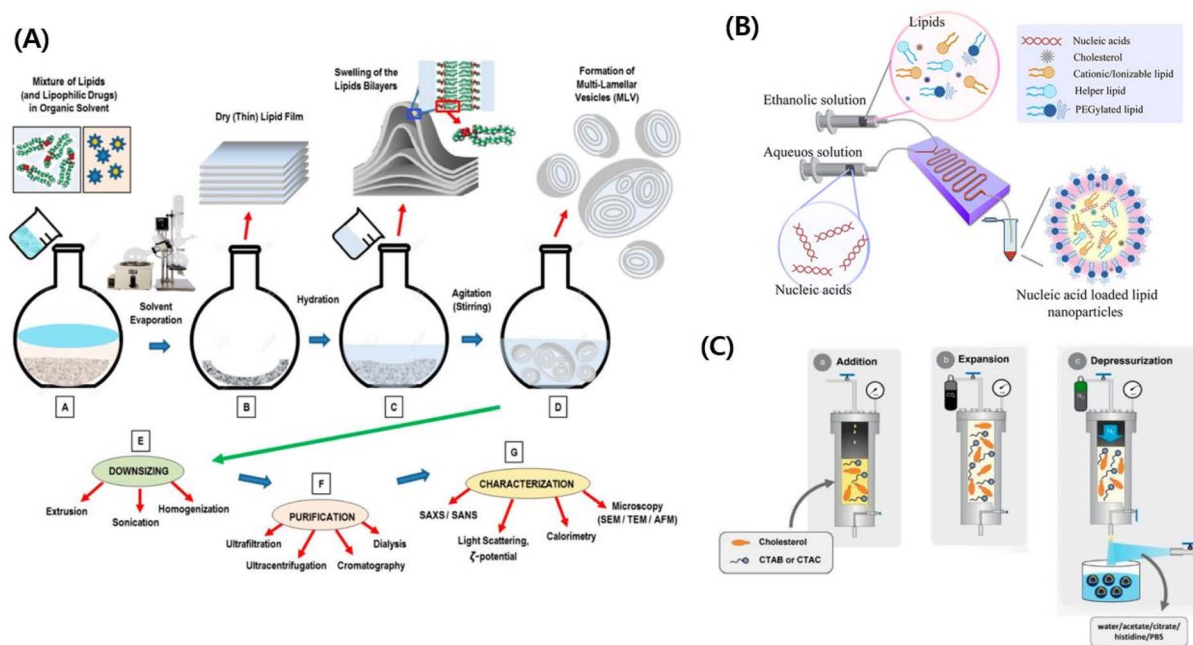 (A)
Mixture of Lipids
(and Lipophilic Drugs)
in Organic Solvent
Dry (Thin) Lipid Film
Swelling of the
Lipids Bilayers
Formation of
Multi-Lamellar
Vesicles (MLV)
Solvent
Evaporation
Hydration
Agitation
(Stirring)
A
B
C
D
E
DOWNSIZING
Extrusion
Sonication
Homogenization
F
PURIFICATION
Ultrafiltration
Ultracentrifugation
Cromatography
Dialysis
G
CHARACTERIZATION
SAXS / SANS
Light Scattering,
ζ-potential
Calorimetry
Microscopy
(SEM / TEM / AFM)
(B)
Lipids
Ethanolic solution
Aqueuos solution
Nucleic acids
Nucleic acids
Cholesterol
Cationic/Ionizable lipid
Helper lipid
PEGylated lipid
Nucleic acid loaded lipid
nanoparticles
(C)
a Addition
b Expansion
c Depressurization
CO₂
N₂
N₂
Cholesterol
CTAB or CTAC
water/acetate/citrate/
histidine/PBS